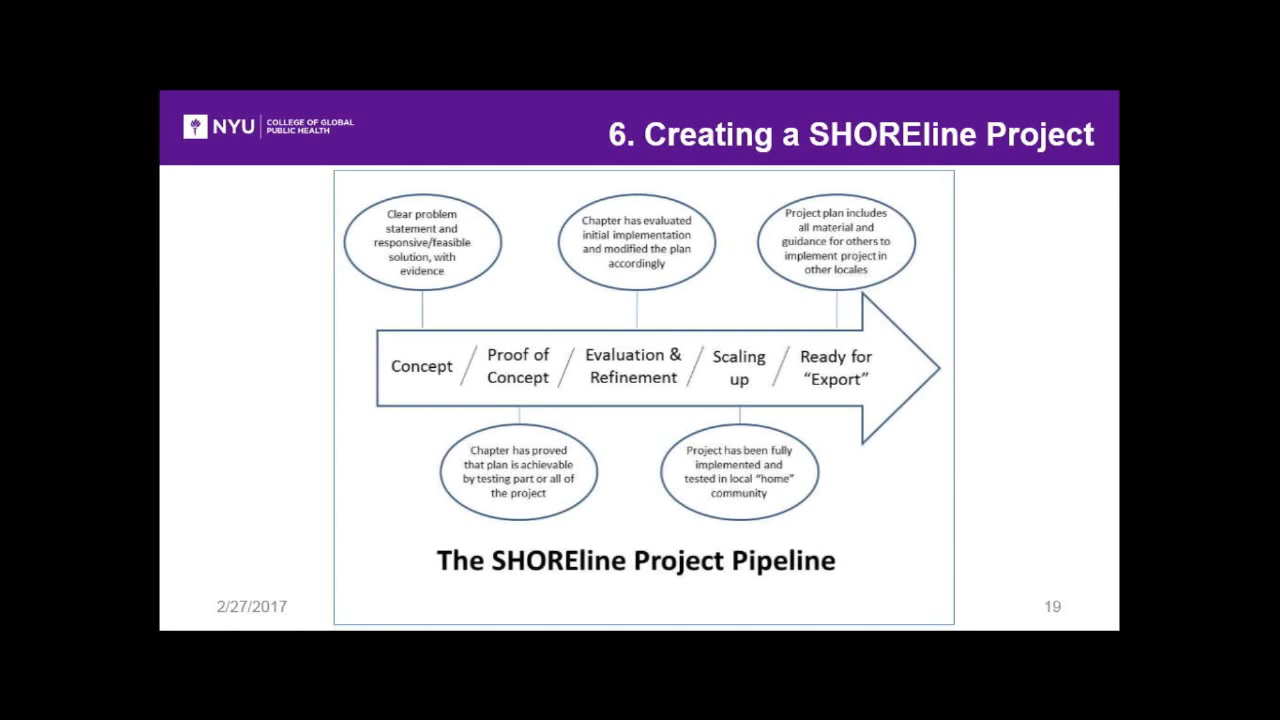 NYU
COLLEGE OF GLOBAL
PUBLIC HEALTH
6. Creating a SHOREline Project
Clear problem
statement and
responsive/feasible
solution, with
evidence
Chapter has evaluated
initial implementation
and modified the plan
accordingly
Project plan includes
all material and
guidance for others to
implement project in
other locales
Concept
Proof of
Concept
Evaluation &
Refinement
Scaling
up
Ready for
“Export”
Chapter has proved
that plan is achievable
by testing part or all of
the project
Project has been fully
implemented and
tested in local “home”
community
The SHOREline Project Pipeline
2/27/2017
19